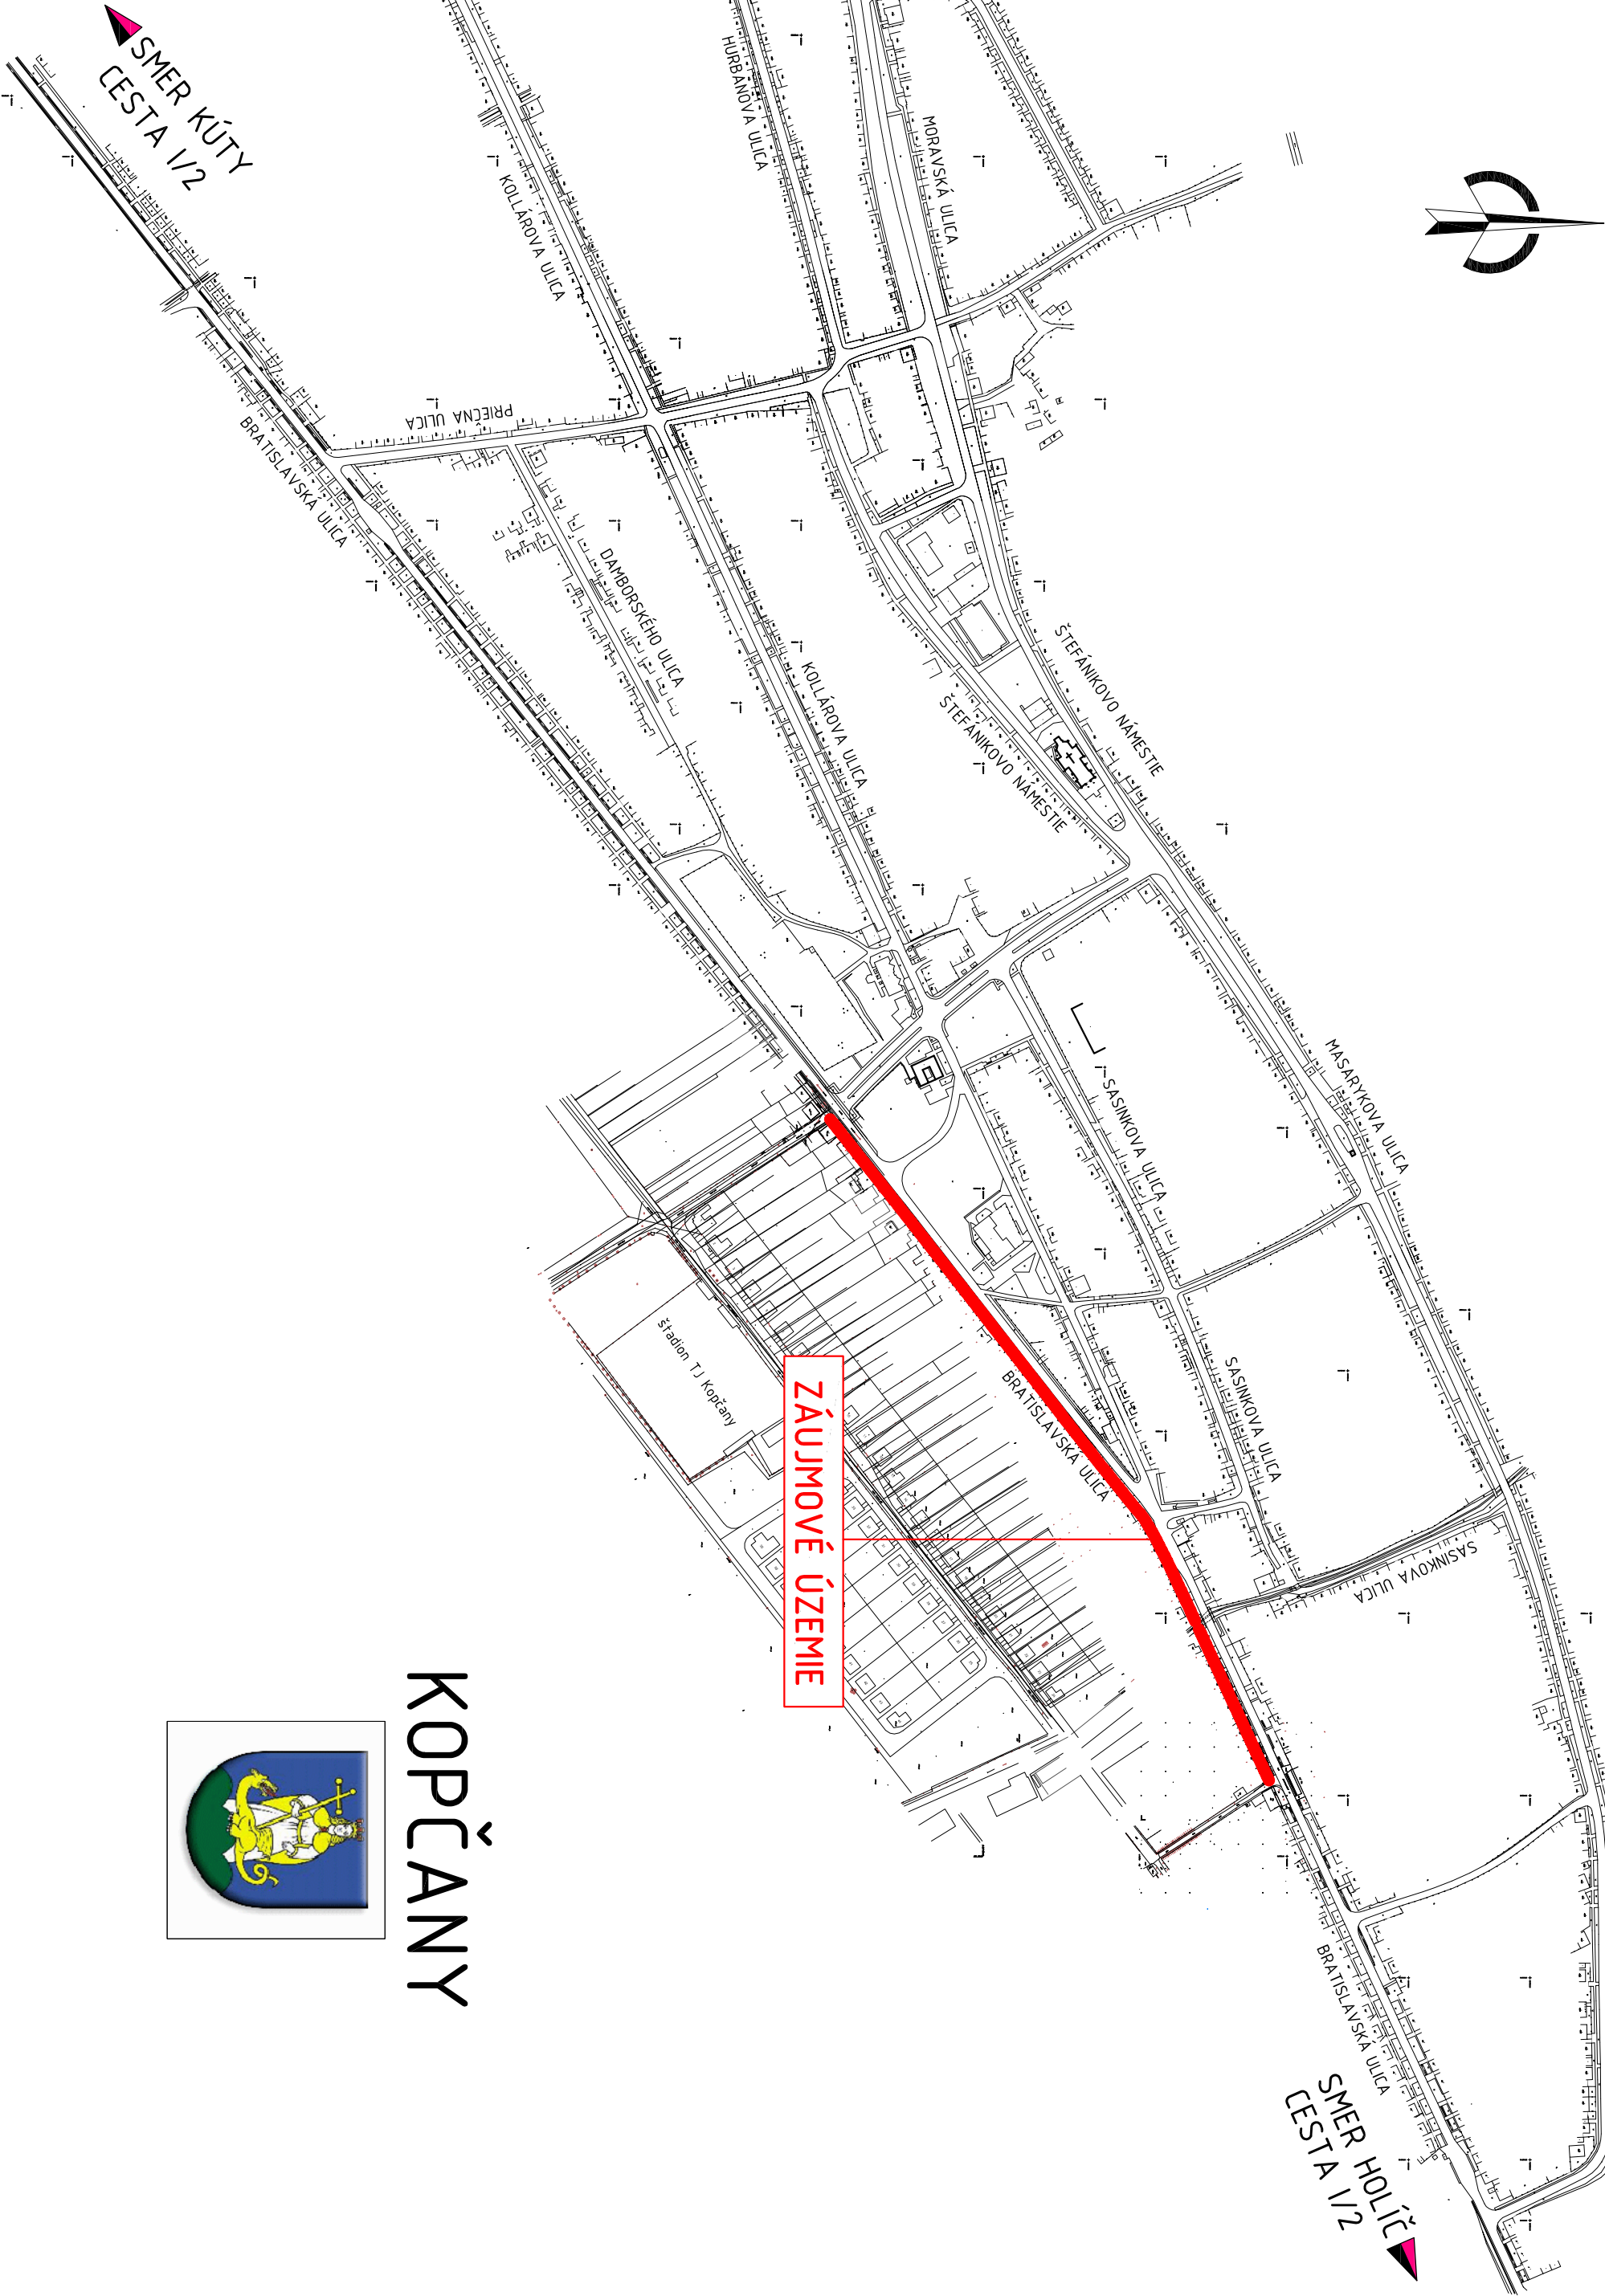 SMER KÚTY
CESTA I/2
HURBANOVA ULICA
MORAVSKÁ ULICA
KOLLÁROVA ULICA
PRIEČNA ULICA
BRATISLAVSKÁ ULICA
DAMBORSKÉHO ULICA
KOLLÁROVA ULICA
ŠTEFÁNIKOVO NÁMESTIE
ŠTEFÁNIKOVO NÁMESTIE
MASARYKOVA ULICA
SASINKOVA ULICA
SASINKOVA ULICA
SASINKOVA ULICA
BRATISLAVSKÁ ULICA
štadion TJ Kopčany
ZÁUJMOVÉ ÚZEMIE
BRATISLAVSKÁ ULICA
SMER HOLÍČ
CESTA I/2
KOPČANY